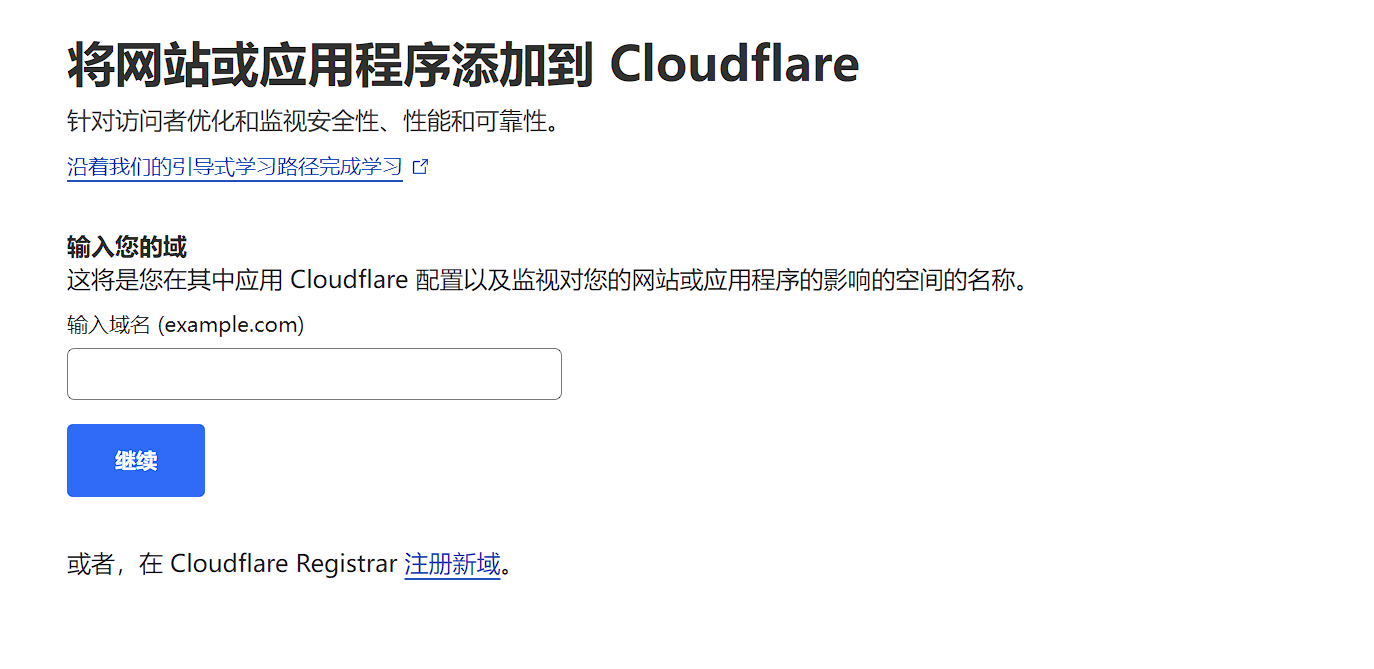 将网站或应用程序添加到 Cloudflare
针对访问者优化和监视安全性、性能和可靠性。
沿着我们的引导式学习路径完成学习
输入您的域
这将是您在其中应用 Cloudflare 配置以及监视对您的网站或应用程序的影响的空间的名称。
输入域名 (example.com)
继续
或者，在 Cloudflare Registrar 注册新域。